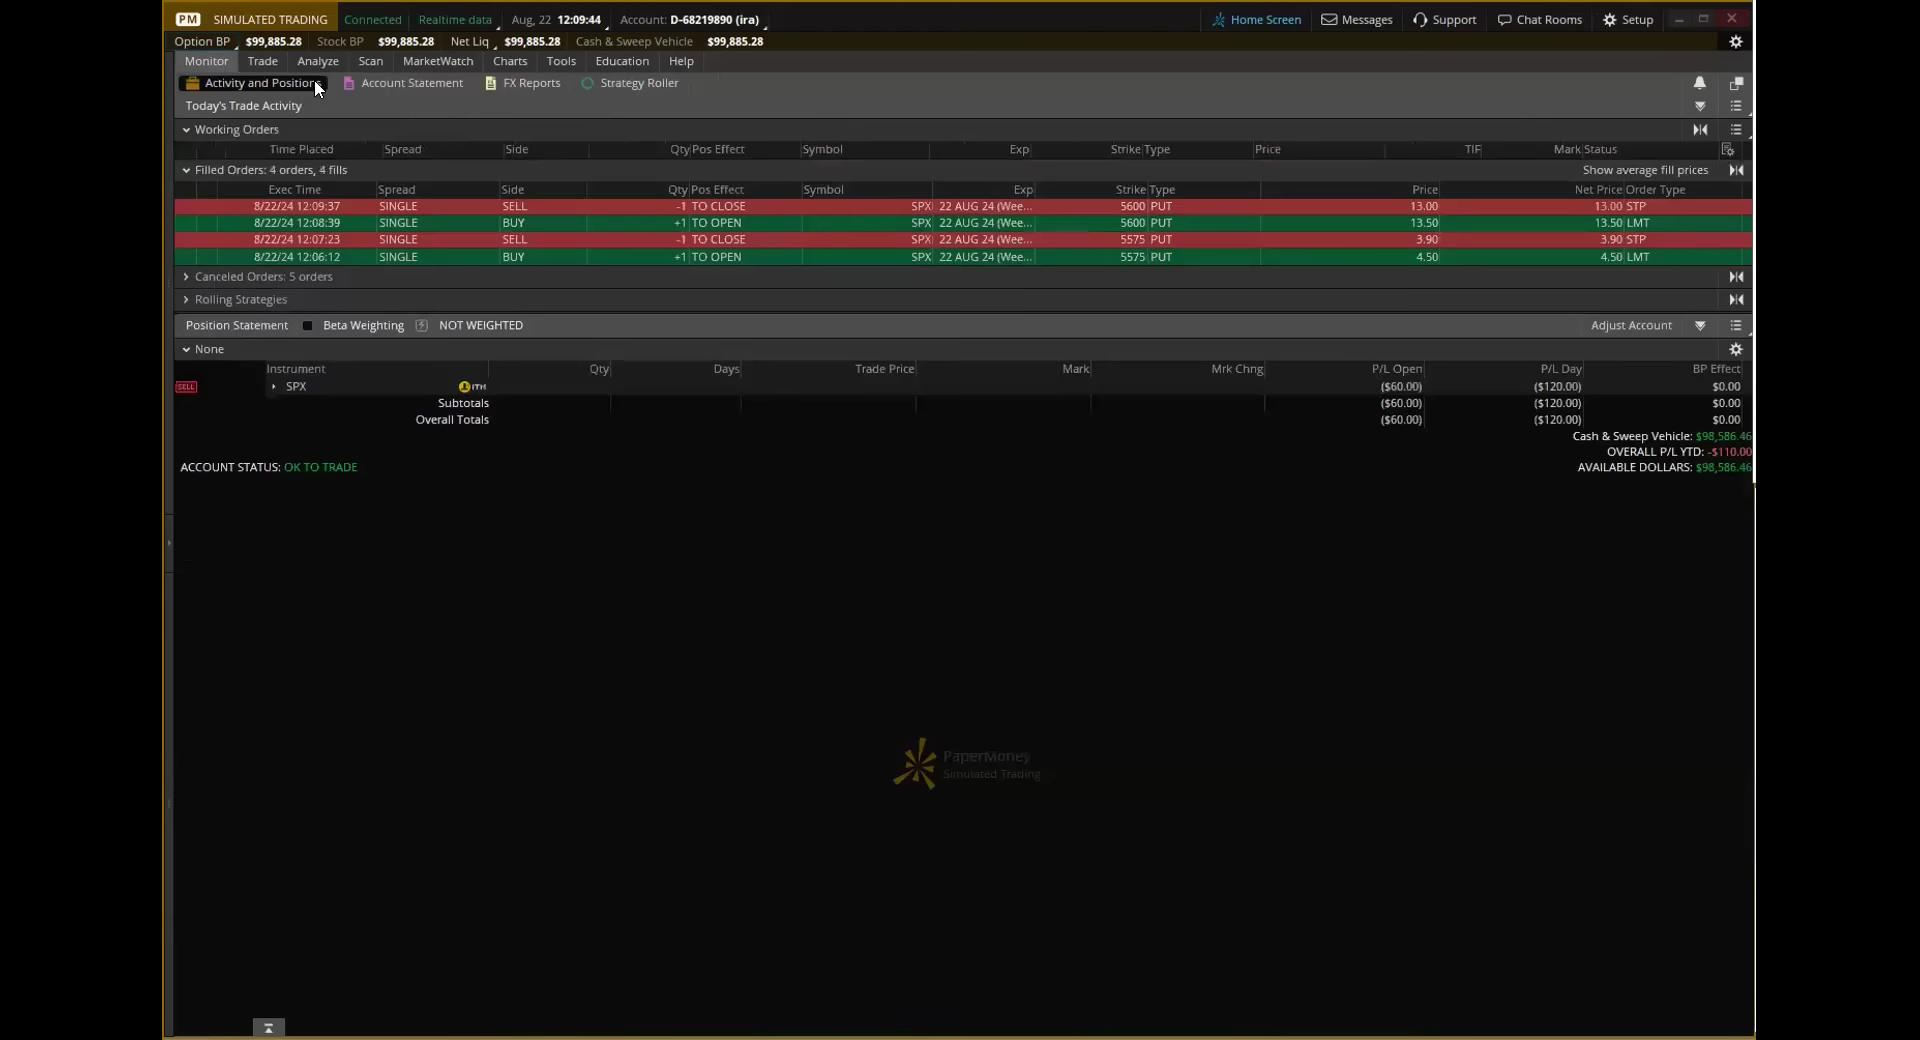 PM SIMULATED TRADING Connected Realtime data Aug, 22 12:09:44 Account: D-68219890 (ira) Home Screen Messages Support Chat Rooms Setup
Option BP $99,885.28 Stock BP $99,885.28 Net Liq $99,885.28 Cash & Sweep Vehicle $99,885.28
Monitor Trade Analyze Scan MarketWatch Charts Tools Education Help
Activity and Positions Account Statement FX Reports Strategy Roller
Today's Trade Activity
Working Orders
Time Placed Spread Side Qty Pos Effect Symbol Exp Strike Type Price TIF Mark Status
Filled Orders: 4 orders, 4 fills Show average fill prices
Exec Time Spread Side Qty Pos Effect Symbol Exp Strike Type Price Net Price Order Type
8/22/24 12:09:37 SINGLE SELL -1 TO CLOSE SPX 22 AUG 24 (Wee... 5600 PUT 13.00 13.00 STP
8/22/24 12:08:39 SINGLE BUY +1 TO OPEN SPX 22 AUG 24 (Wee... 5600 PUT 13.50 13.50 LMT
8/22/24 12:07:23 SINGLE SELL -1 TO CLOSE SPX 22 AUG 24 (Wee... 5575 PUT 3.90 3.90 STP
8/22/24 12:06:12 SINGLE BUY +1 TO OPEN SPX 22 AUG 24 (Wee... 5575 PUT 4.50 4.50 LMT
Canceled Orders: 5 orders
Rolling Strategies
Position Statement Beta Weighting NOT WEIGHTED Adjust Account
None
Instrument Qty Days Trade Price Mark Mrk Chng P/L Open P/L Day BP Effect
SELL SPX ITH ($60.00) ($120.00) $0.00
Subtotals ($60.00) ($120.00) $0.00
Overall Totals ($60.00) ($120.00) $0.00
Cash & Sweep Vehicle: $98,586.46
OVERALL P/L YTD: -$110.00
ACCOUNT STATUS: OK TO TRADE AVAILABLE DOLLARS: $98,586.46
PaperMoney
Simulated Trading